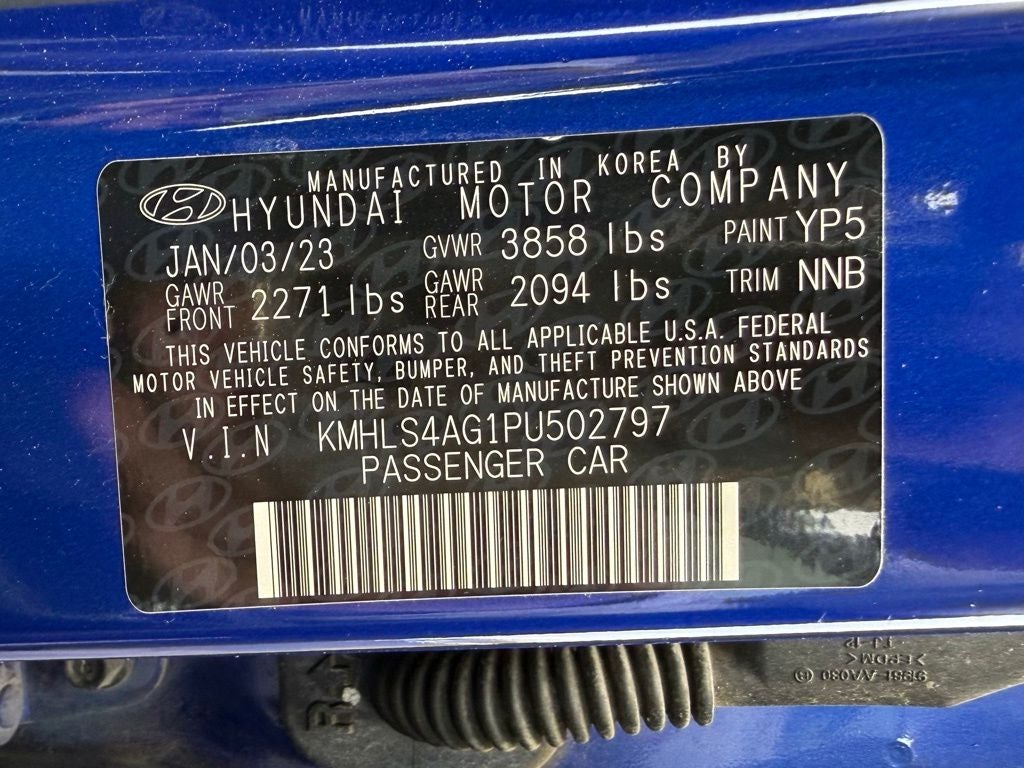 MANUFACTURED IN KOREA BY
HYUNDAI MOTOR COMPANY
JAN/03/23 GVWR 3858 lbs PAINT YP5
GAWR FRONT 2271 lbs GAWR REAR 2094 lbs TRIM NNB
THIS VEHICLE CONFORMS TO ALL APPLICABLE U.S.A. FEDERAL
MOTOR VEHICLE SAFETY, BUMPER, AND THEFT PREVENTION STANDARDS
IN EFFECT ON THE DATE OF MANUFACTURE SHOWN ABOVE
V.I.N KMHLS4AG1PU502797
PASSENGER CAR
>EPDM<